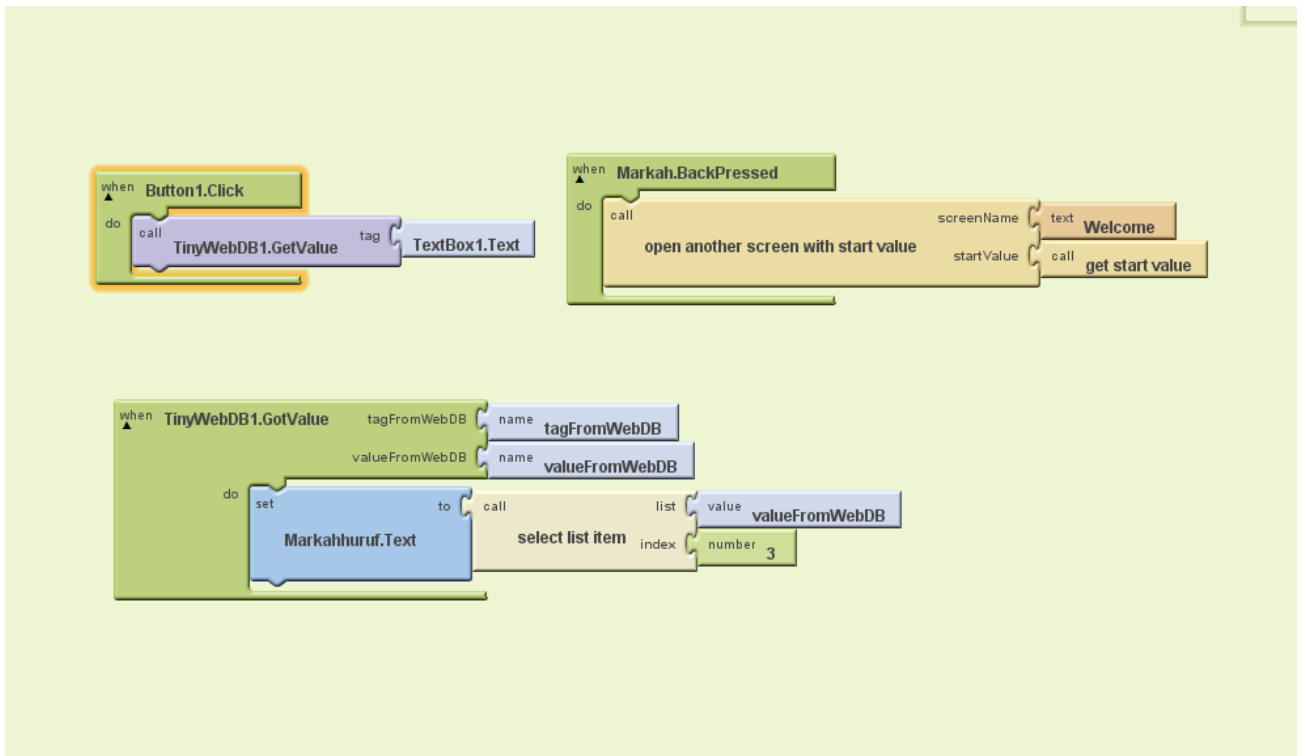 when Button1.Click
do call TinyWebDB1.GetValue tag TextBox1.Text
when Markah.BackPressed
do call open another screen with start value screenName text Welcome
startValue call get start value
when TinyWebDB1.GotValue tagFromWebDB name tagFromWebDB
valueFromWebDB name valueFromWebDB
do set Markahhuruf.Text to call select list item list value valueFromWebDB
index number 3